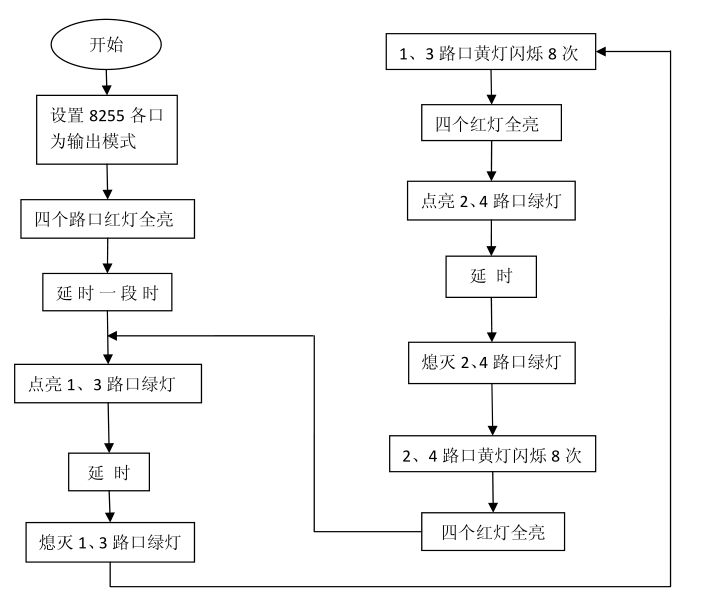 开始
设置 8255 各口
为输出模式
四个路口红灯全亮
延时一段时
点亮 1、3 路口绿灯
延 时
熄灭 1、3 路口绿灯
1、3 路口黄灯闪烁 8 次
四个红灯全亮
点亮 2、4 路口绿灯
延 时
熄灭 2、4 路口绿灯
2、4 路口黄灯闪烁 8 次
四个红灯全亮